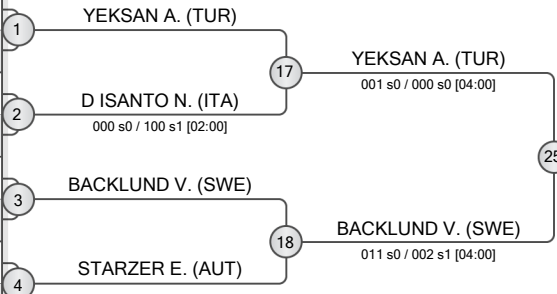 YEKSAN A. (TUR)
1
17
YEKSAN A. (TUR)
001 s0 / 000 s0 [04:00]
D ISANTO N. (ITA)
2
000 s0 / 100 s1 [02:00]
25
BACKLUND V. (SWE)
3
18
BACKLUND V. (SWE)
011 s0 / 002 s1 [04:00]
STARZER E. (AUT)
4